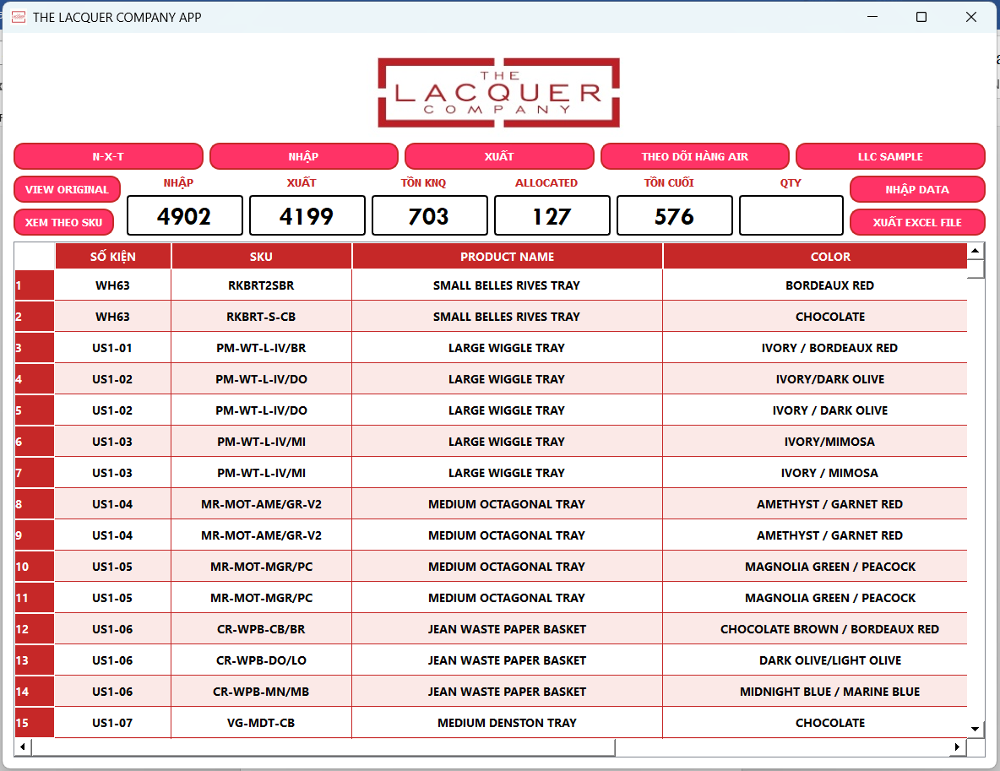 THE LACQUER COMPANY APP
THE
LACQUER
COMPANY
N-X-T NHẬP XUẤT THEO DÕI HÀNG AIR LLC SAMPLE
VIEW ORIGINAL NHẬP XUẤT TỒN KNQ ALLOCATED TỒN CUỐI QTY NHẬP DATA
4902 4199 703 127 576
XEM THEO SKU XUẤT EXCEL FILE
SỐ KIỆN SKU PRODUCT NAME COLOR
1 WH63 RKBRT2SBR SMALL BELLES RIVES TRAY BORDEAUX RED
2 WH63 RKBRT-S-CB SMALL BELLES RIVES TRAY CHOCOLATE
3 US1-01 PM-WT-L-IV/BR LARGE WIGGLE TRAY IVORY / BORDEAUX RED
4 US1-02 PM-WT-L-IV/DO LARGE WIGGLE TRAY IVORY/DARK OLIVE
5 US1-02 PM-WT-L-IV/DO LARGE WIGGLE TRAY IVORY / DARK OLIVE
6 US1-03 PM-WT-L-IV/MI LARGE WIGGLE TRAY IVORY/MIMOSA
7 US1-03 PM-WT-L-IV/MI LARGE WIGGLE TRAY IVORY / MIMOSA
8 US1-04 MR-MOT-AME/GR-V2 MEDIUM OCTAGONAL TRAY AMETHYST / GARNET RED
9 US1-04 MR-MOT-AME/GR-V2 MEDIUM OCTAGONAL TRAY AMETHYST / GARNET RED
10 US1-05 MR-MOT-MGR/PC MEDIUM OCTAGONAL TRAY MAGNOLIA GREEN / PEACOCK
11 US1-05 MR-MOT-MGR/PC MEDIUM OCTAGONAL TRAY MAGNOLIA GREEN / PEACOCK
12 US1-06 CR-WPB-CB/BR JEAN WASTE PAPER BASKET CHOCOLATE BROWN / BORDEAUX RED
13 US1-06 CR-WPB-DO/LO JEAN WASTE PAPER BASKET DARK OLIVE/LIGHT OLIVE
14 US1-06 CR-WPB-MN/MB JEAN WASTE PAPER BASKET MIDNIGHT BLUE / MARINE BLUE
15 US1-07 VG-MDT-CB MEDIUM DENSTON TRAY CHOCOLATE